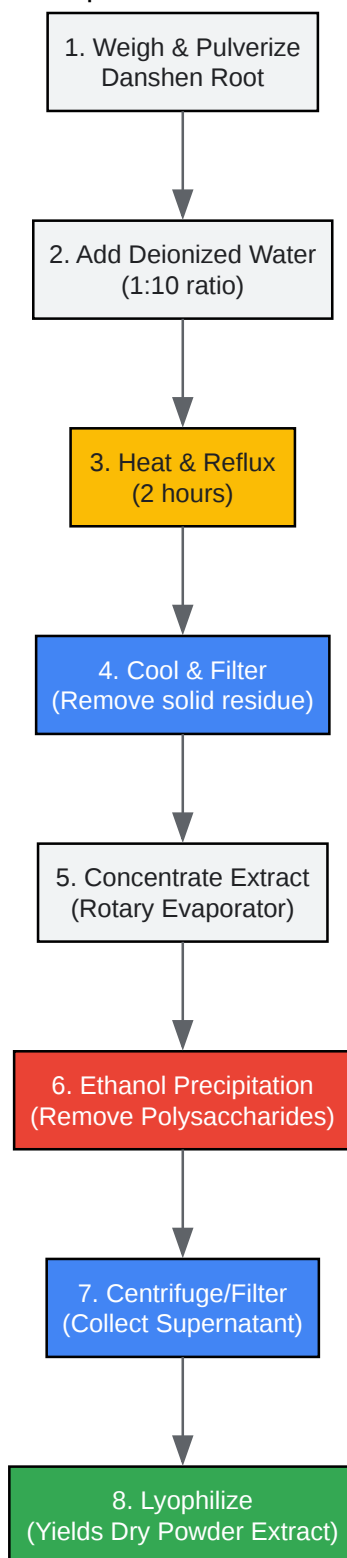 1. Weigh & Pulverize
Danshen Root
2. Add Deionized Water
(1:10 ratio)
3. Heat & Reflux
(2 hours)
4. Cool & Filter
(Remove solid residue)
5. Concentrate Extract
(Rotary Evaporator)
6. Ethanol Precipitation
(Remove Polysaccharides)
7. Centrifuge/Filter
(Collect Supernatant)
8. Lyophilize
(Yields Dry Powder Extract)